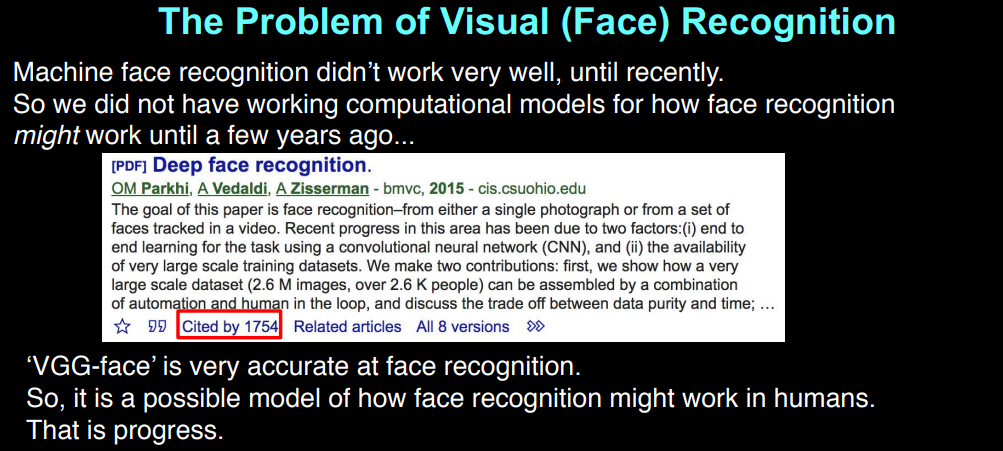 The Problem of Visual (Face) Recognition
Machine face recognition didn’t work very well, until recently.
So we did not have working computational models for how face recognition
might work until a few years ago...
[PDF] Deep face recognition.
OM Parkhi, A Vedaldi, A Zisserman - bmvc, 2015 - cis.csuohio.edu
The goal of this paper is face recognition–from either a single photograph or from a set of
faces tracked in a video. Recent progress in this area has been due to two factors:(i) end to
end learning for the task using a convolutional neural network (CNN), and (ii) the availability
of very large scale training datasets. We make two contributions: first, we show how a very
large scale dataset (2.6 M images, over 2.6 K people) can be assembled by a combination
of automation and human in the loop, and discuss the trade off between data purity and time; …
Cited by 1754 Related articles All 8 versions
‘VGG-face’ is very accurate at face recognition.
So, it is a possible model of how face recognition might work in humans.
That is progress.